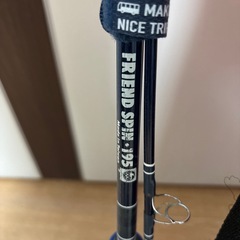 MAK
NICE TRI
FRIEND SPIN • 195